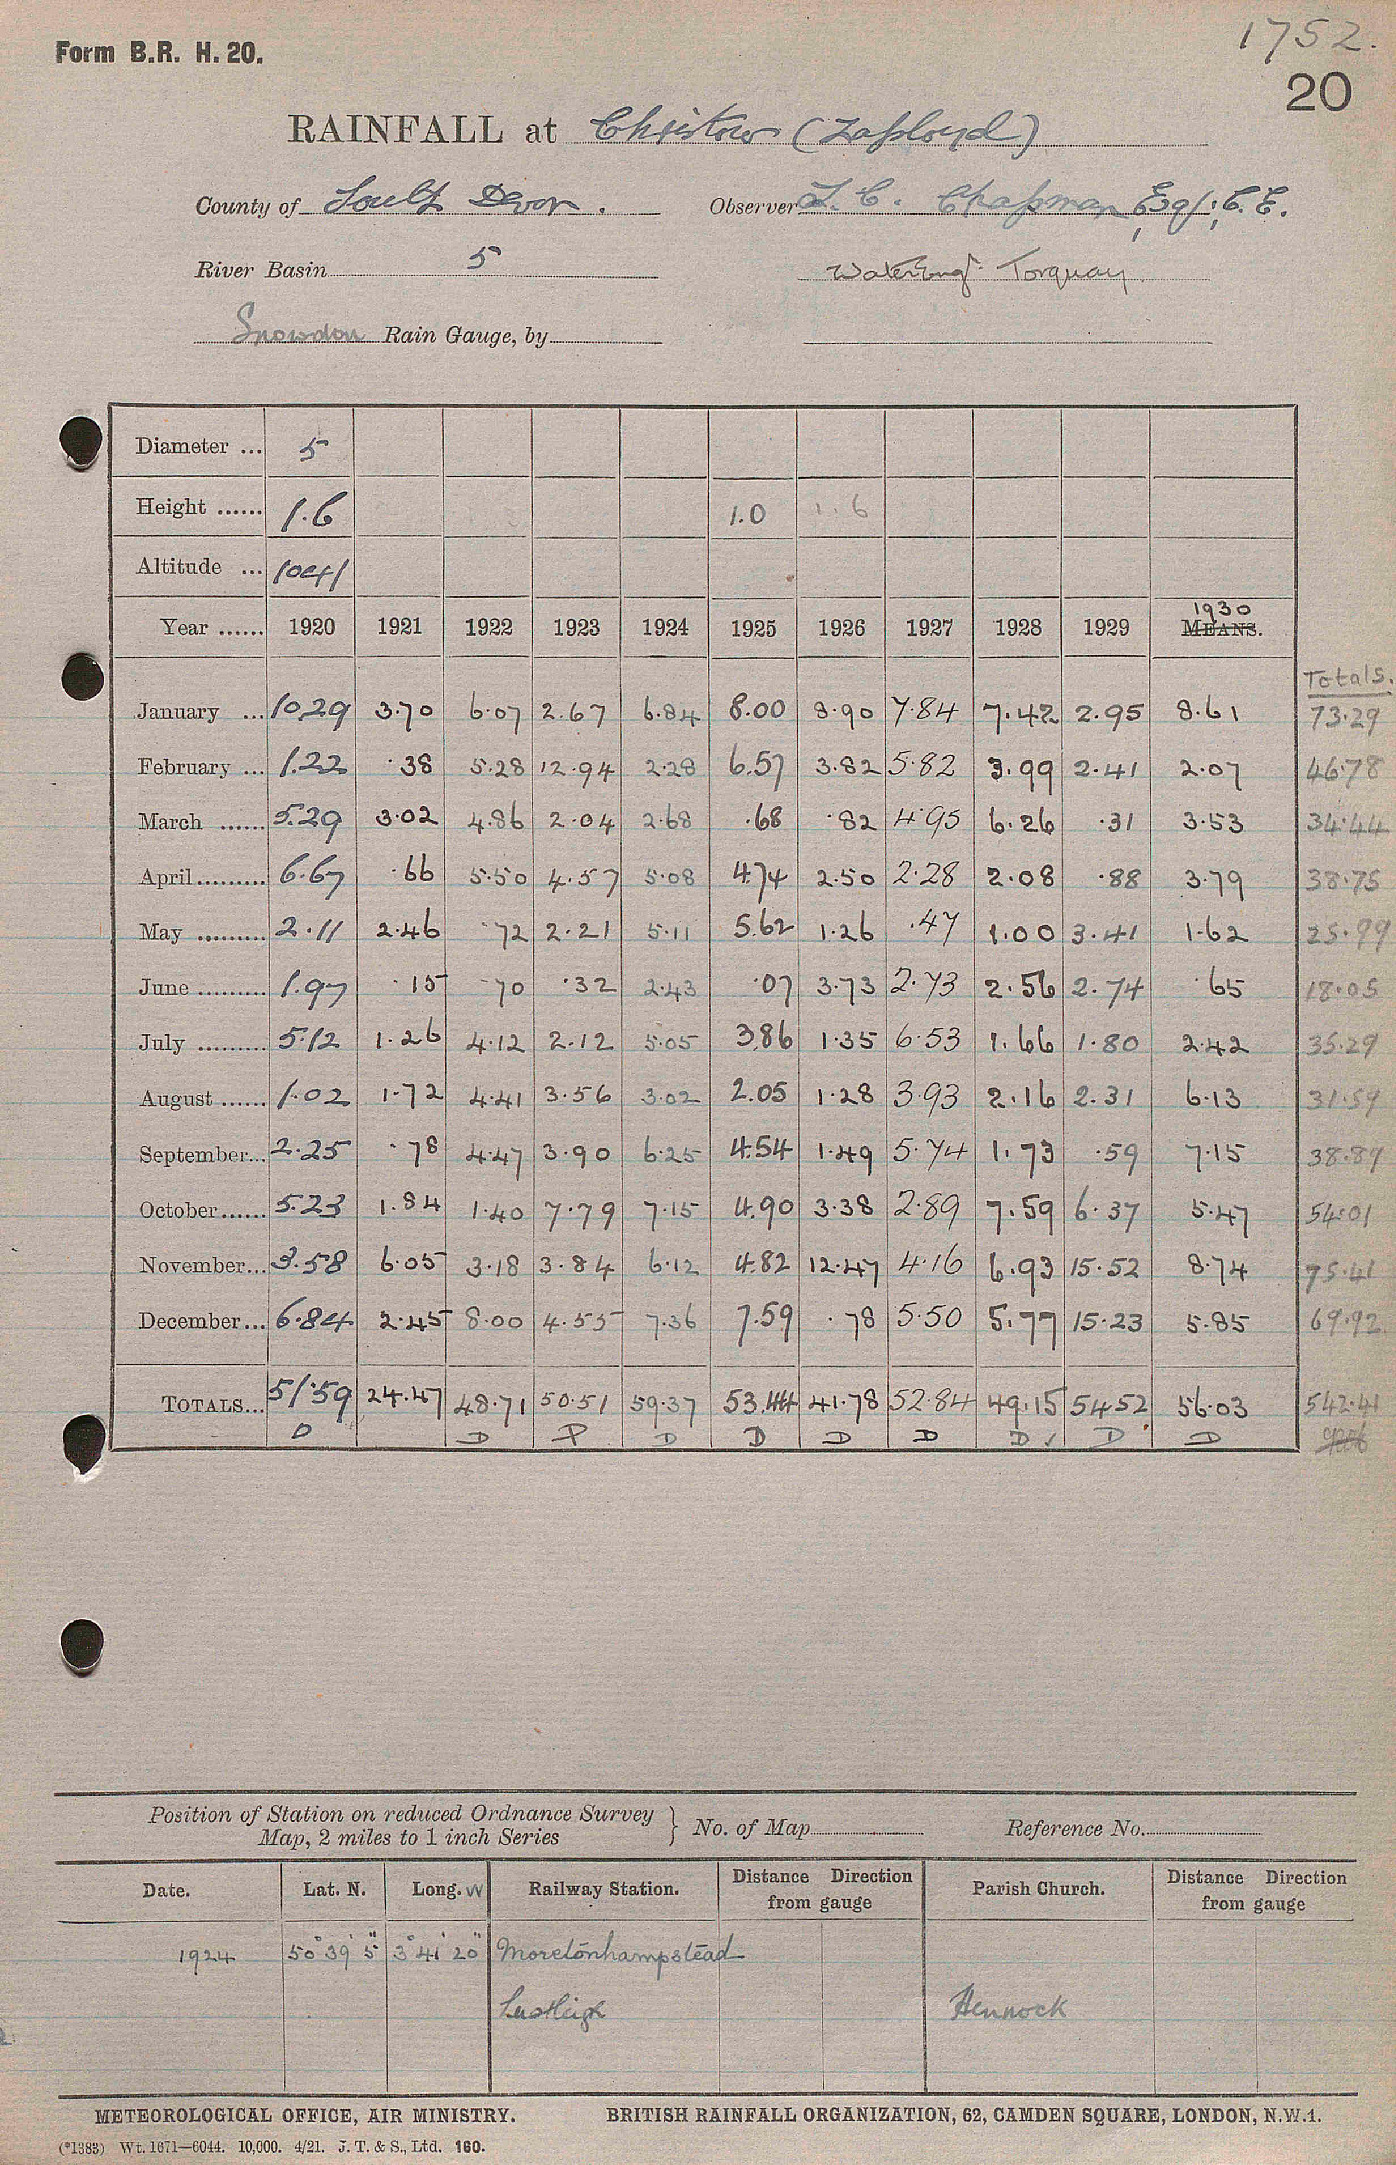 1752.
Form B.R. H. 20.
20
RAINFALL at Christow (Laployd)
County of South Devon. Observer S. C. Chapman Esq; C.E.
River Basin 5 Torquay
Snowdon Rain Gauge, by
Diameter ... 5
Height ...... 1.6 1.0 1.6
Altitude ... 1041
1930
Year ...... 1920 1921 1922 1923 1924 1925 1926 1927 1928 1929 MEANS.
Totals.
January ... 10.29 3.70 6.07 2.67 6.84 8.00 8.90 7.84 7.42 2.95 8.61 73.29
February ... 1.22 .38 5.28 12.94 2.28 6.57 3.82 5.82 3.99 2.41 2.07 46.78
March ...... 5.29 3.02 4.86 2.04 2.68 .68 .82 4.95 6.26 .31 3.53 34.44
April ......... 6.67 .66 5.50 4.57 5.08 4.74 2.50 2.28 2.08 .88 3.79 38.75
May ......... 2.11 2.46 .72 2.21 5.11 5.62 1.26 .47 1.00 3.41 1.62 25.99
June ......... 1.97 .15 .70 .32 2.43 .07 3.73 2.73 2.56 2.74 .65 18.05
July ......... 5.12 1.26 4.12 2.12 5.05 3.86 1.35 6.53 1.66 1.80 2.42 35.29
August ...... 1.02 1.72 4.41 3.56 3.02 2.05 1.28 3.93 2.16 2.31 6.13 31.59
September... 2.25 .78 4.47 3.90 6.25 4.54 1.49 5.74 1.73 .59 7.15 38.89
October ...... 5.23 1.84 1.40 7.79 7.15 4.90 3.38 2.89 7.59 6.37 5.47 54.01
November... 3.58 6.05 3.18 3.84 6.12 4.82 12.47 4.16 6.93 15.52 8.74 75.41
December ... 6.84 2.45 8.00 4.55 7.36 7.59 .78 5.50 5.77 15.23 5.85 69.92
TOTALS... 51.59 24.47 48.71 50.51 59.37 53.44 41.78 52.84 49.15 54 52 56.03 542.41
D D D D D D D D ✓ D D
Position of Station on reduced Ordnance Survey
Map, 2 miles to 1 inch Series } No. of Map Reference No.
Date. Lat. N. Long. W Railway Station. Distance Direction from gauge Parish Church. Distance Direction from gauge
1924 50° 39' 5" 3° 41' 20" Moretonhampstead
Lustleigh Hennock
METEOROLOGICAL OFFICE, AIR MINISTRY. BRITISH RAINFALL ORGANIZATION, 62, CAMDEN SQUARE, LONDON, N.W.1.
(*1383) Wt. 1671—6044. 10,000. 4/21. J. T. & S., Ltd. 160.